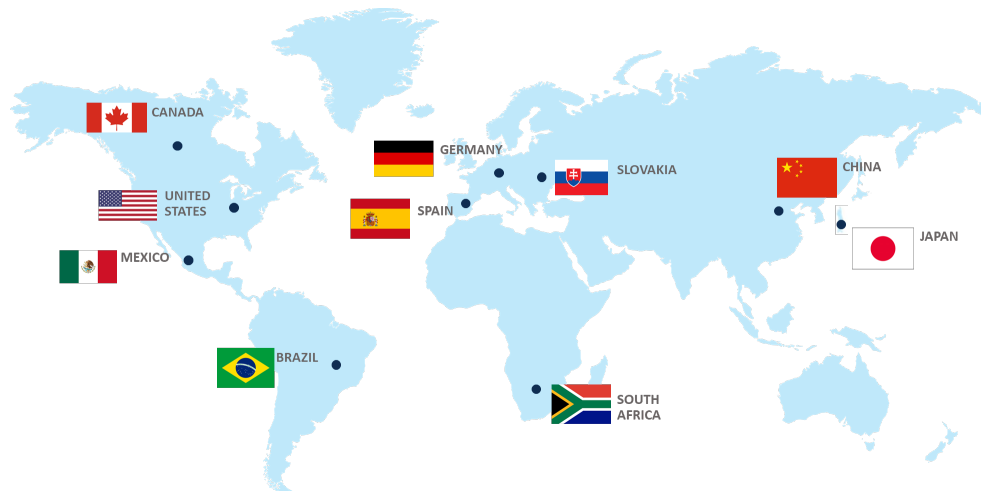 CANADA
GERMANY
CHINA
SLOVAKIA
UNITED
STATES
SPAIN
JAPAN
MEXICO
BRAZIL
SOUTH
AFRICA